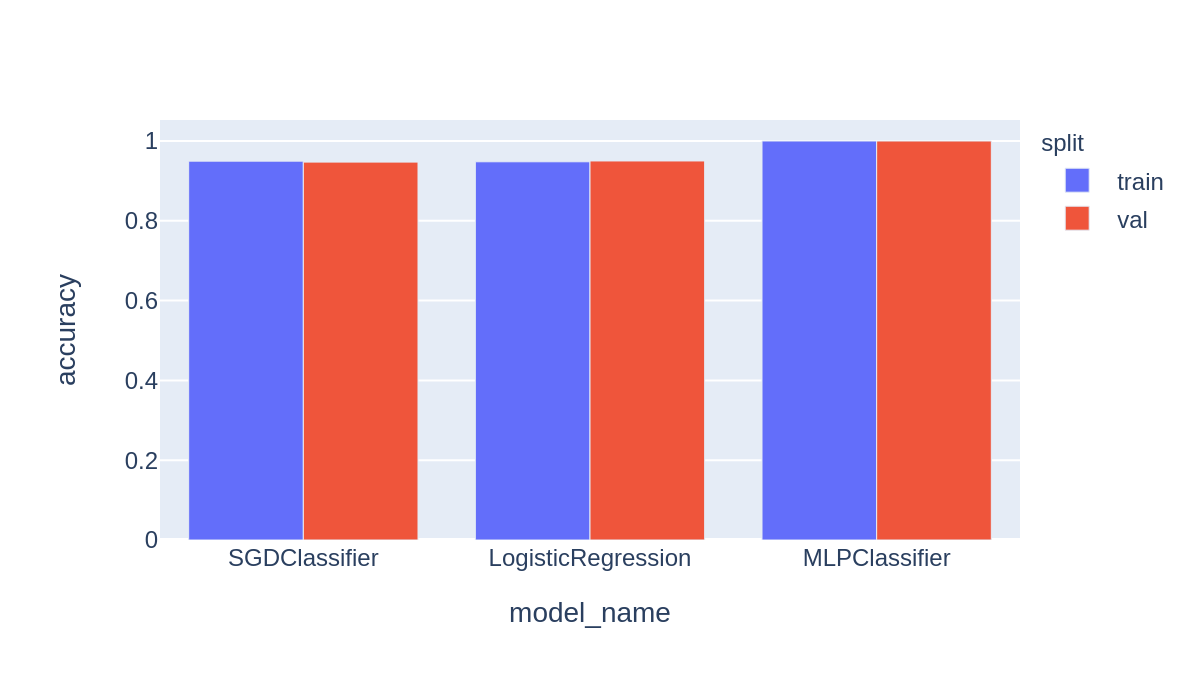 accuracy
1
0.8
0.6
0.4
0.2
0
SGDClassifier
LogisticRegression
MLPClassifier
model_name
split
train
val